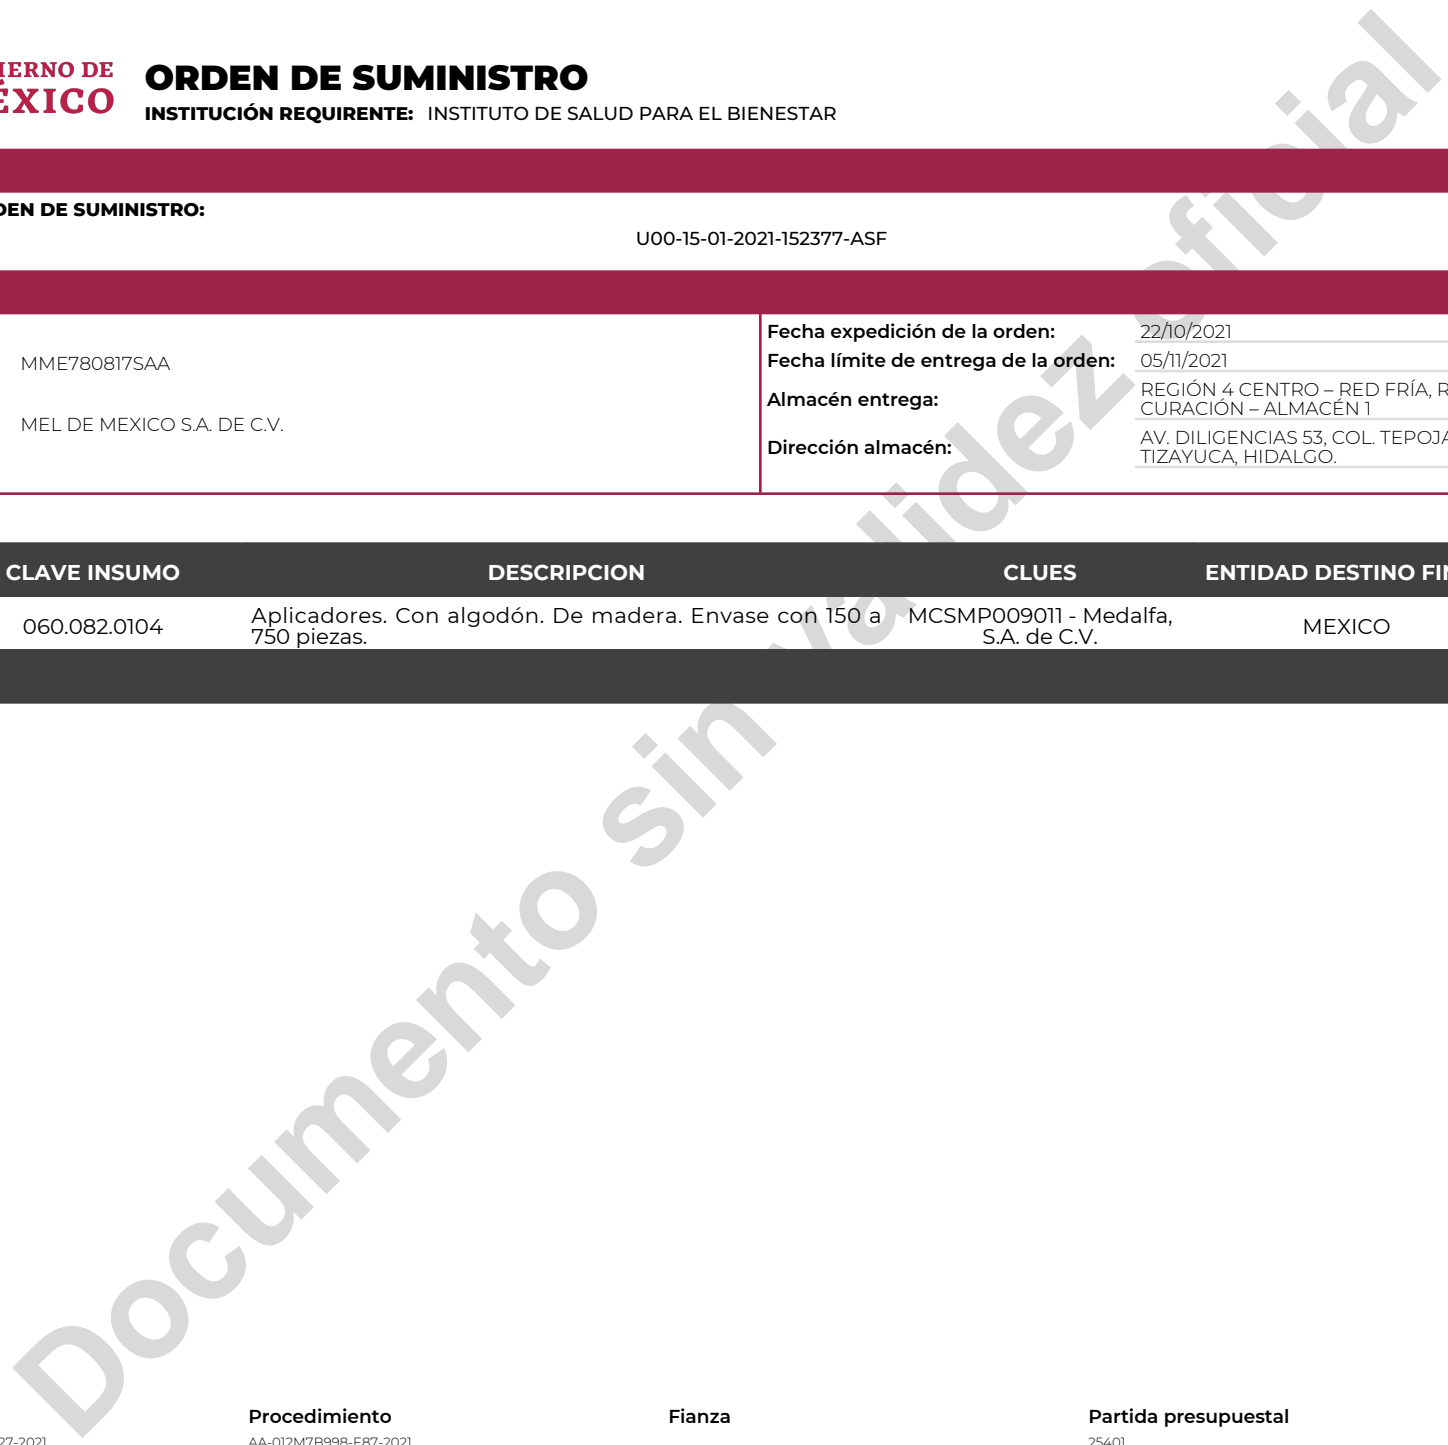 IERNO DE
ÉXICO
ORDEN DE SUMINISTRO
INSTITUCIÓN REQUIRENTE: INSTITUTO DE SALUD PARA EL BIENESTAR
DEN DE SUMINISTRO:
U00-15-01-2021-152377-ASF
MME780817SAA
MEL DE MEXICO S.A. DE C.V.
Fecha expedición de la orden: 22/10/2021
Fecha límite de entrega de la orden: 05/11/2021
Almacén entrega: REGIÓN 4 CENTRO – RED FRÍA, R
CURACIÓN – ALMACÉN 1
Dirección almacén: AV. DILIGENCIAS 53, COL. TEPOJA
TIZAYUCA, HIDALGO.
CLAVE INSUMO DESCRIPCION CLUES ENTIDAD DESTINO FIN
060.082.0104 Aplicadores. Con algodón. De madera. Envase con 150 a MCSMP009011 - Medalfa, MEXICO
750 piezas. S.A. de C.V.
Documento sin validez oficial
Procedimiento Fianza Partida presupuestal
27-2021 AA-012M7B998-E87-2021 25401